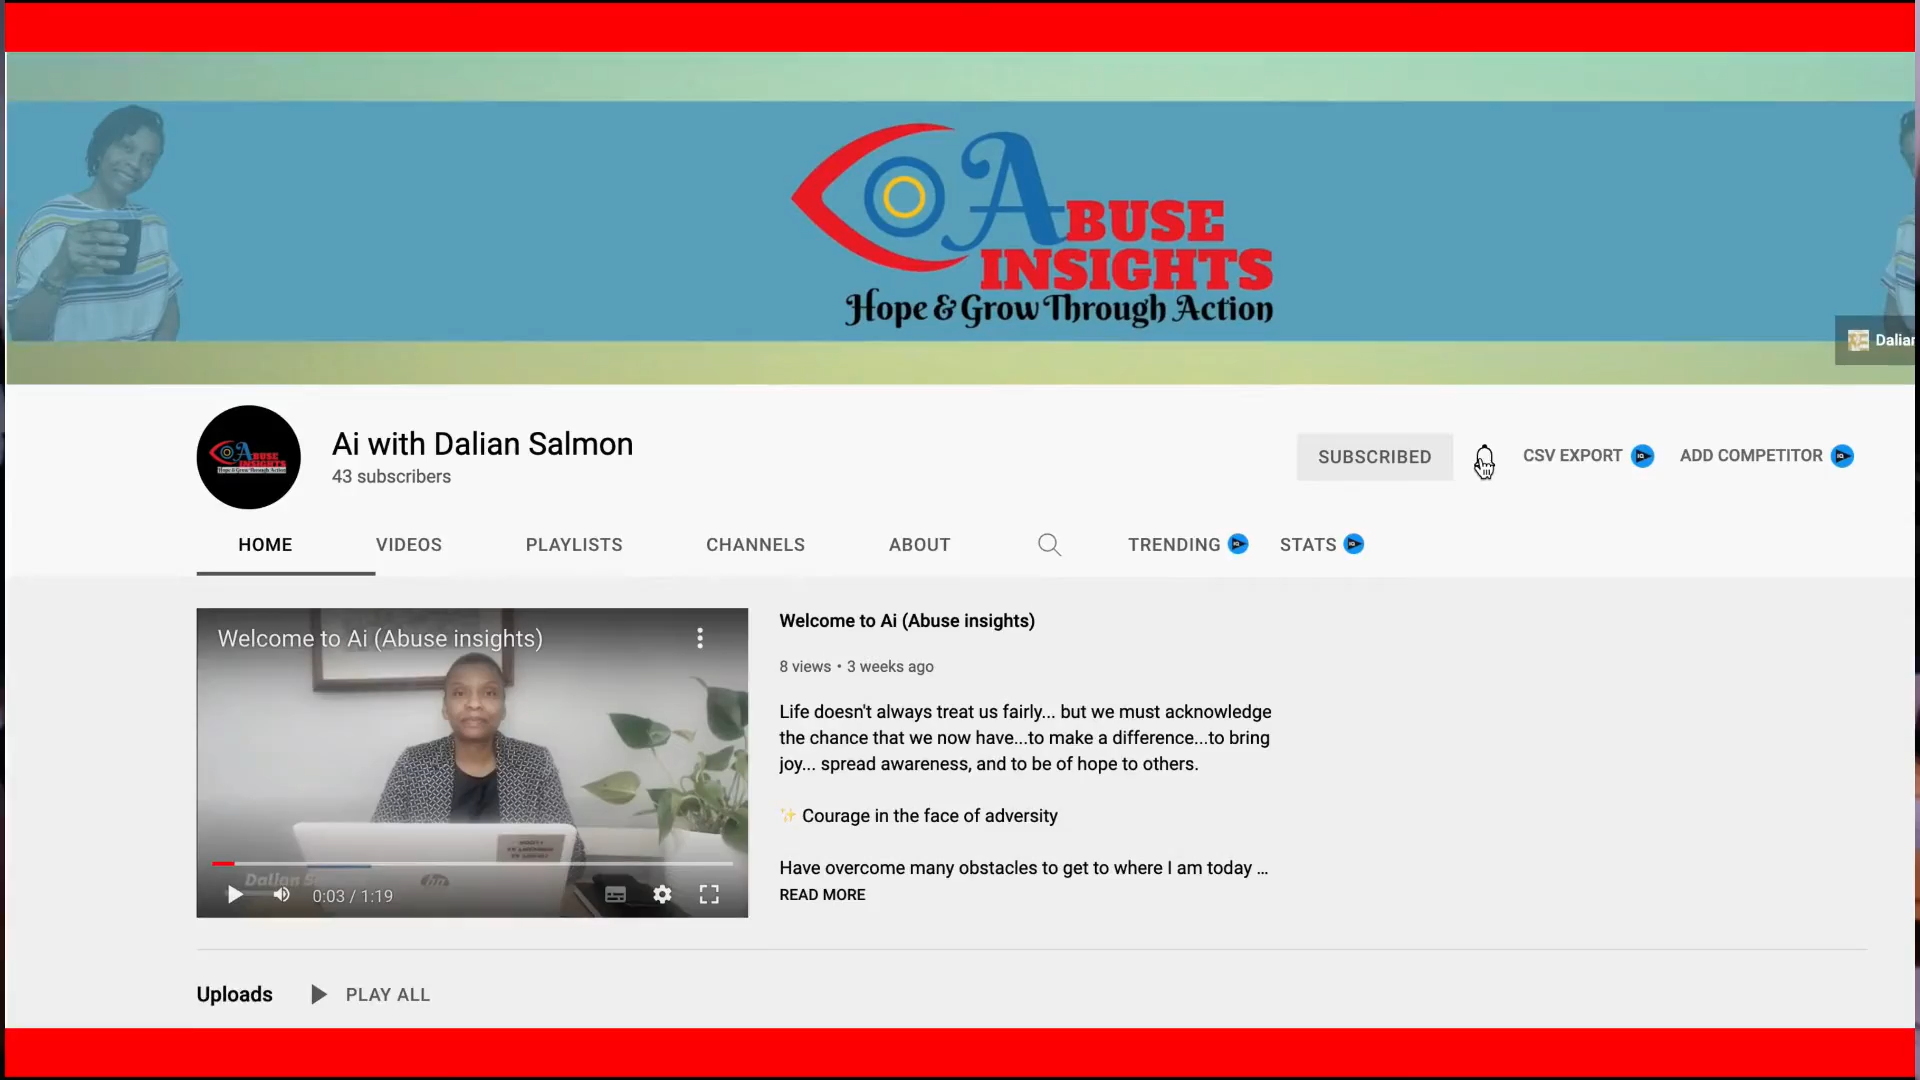 ABUSE
INSIGHTS
Hope & Grow Through Action
Dalian
Ai with Dalian Salmon
43 subscribers
SUBSCRIBED
CSV EXPORT
ADD COMPETITOR
HOME
VIDEOS
PLAYLISTS
CHANNELS
ABOUT
TRENDING
STATS
Welcome to Ai (Abuse insights)
0:03 / 1:19
Welcome to Ai (Abuse insights)
8 views • 3 weeks ago
Life doesn't always treat us fairly... but we must acknowledge
the chance that we now have...to make a difference...to bring
joy... spread awareness, and to be of hope to others.
✨ Courage in the face of adversity
Have overcome many obstacles to get to where I am today ...
READ MORE
Uploads
PLAY ALL